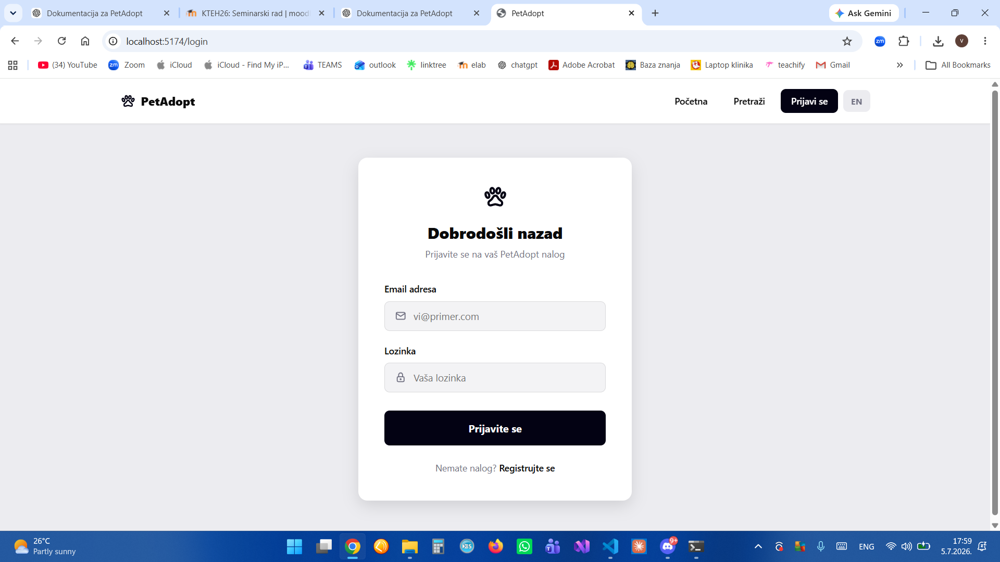 Dokumentacija za PetAdopt
KTEH26: Seminarski rad | mood
Dokumentacija za PetAdopt
PetAdopt
Ask Gemini
localhost:5174/login
V
(34) YouTube
zm
Zoom
iCloud
iCloud - Find My iP...
TEAMS
outlook
linktree
elab
chatgpt
Adobe Acrobat
Baza znanja
Laptop klinika
teachify
Gmail
All Bookmarks
PetAdopt
Početna
Pretraži
Prijavi se
EN
Dobrodošli nazad
Prijavite se na vaš PetAdopt nalog
Email adresa
vi@primer.com
Lozinka
Vaša lozinka
Prijavite se
Nemate nalog? Registrujte se
26°C
Partly sunny
9+
ENG
17:59
5.7.2026.